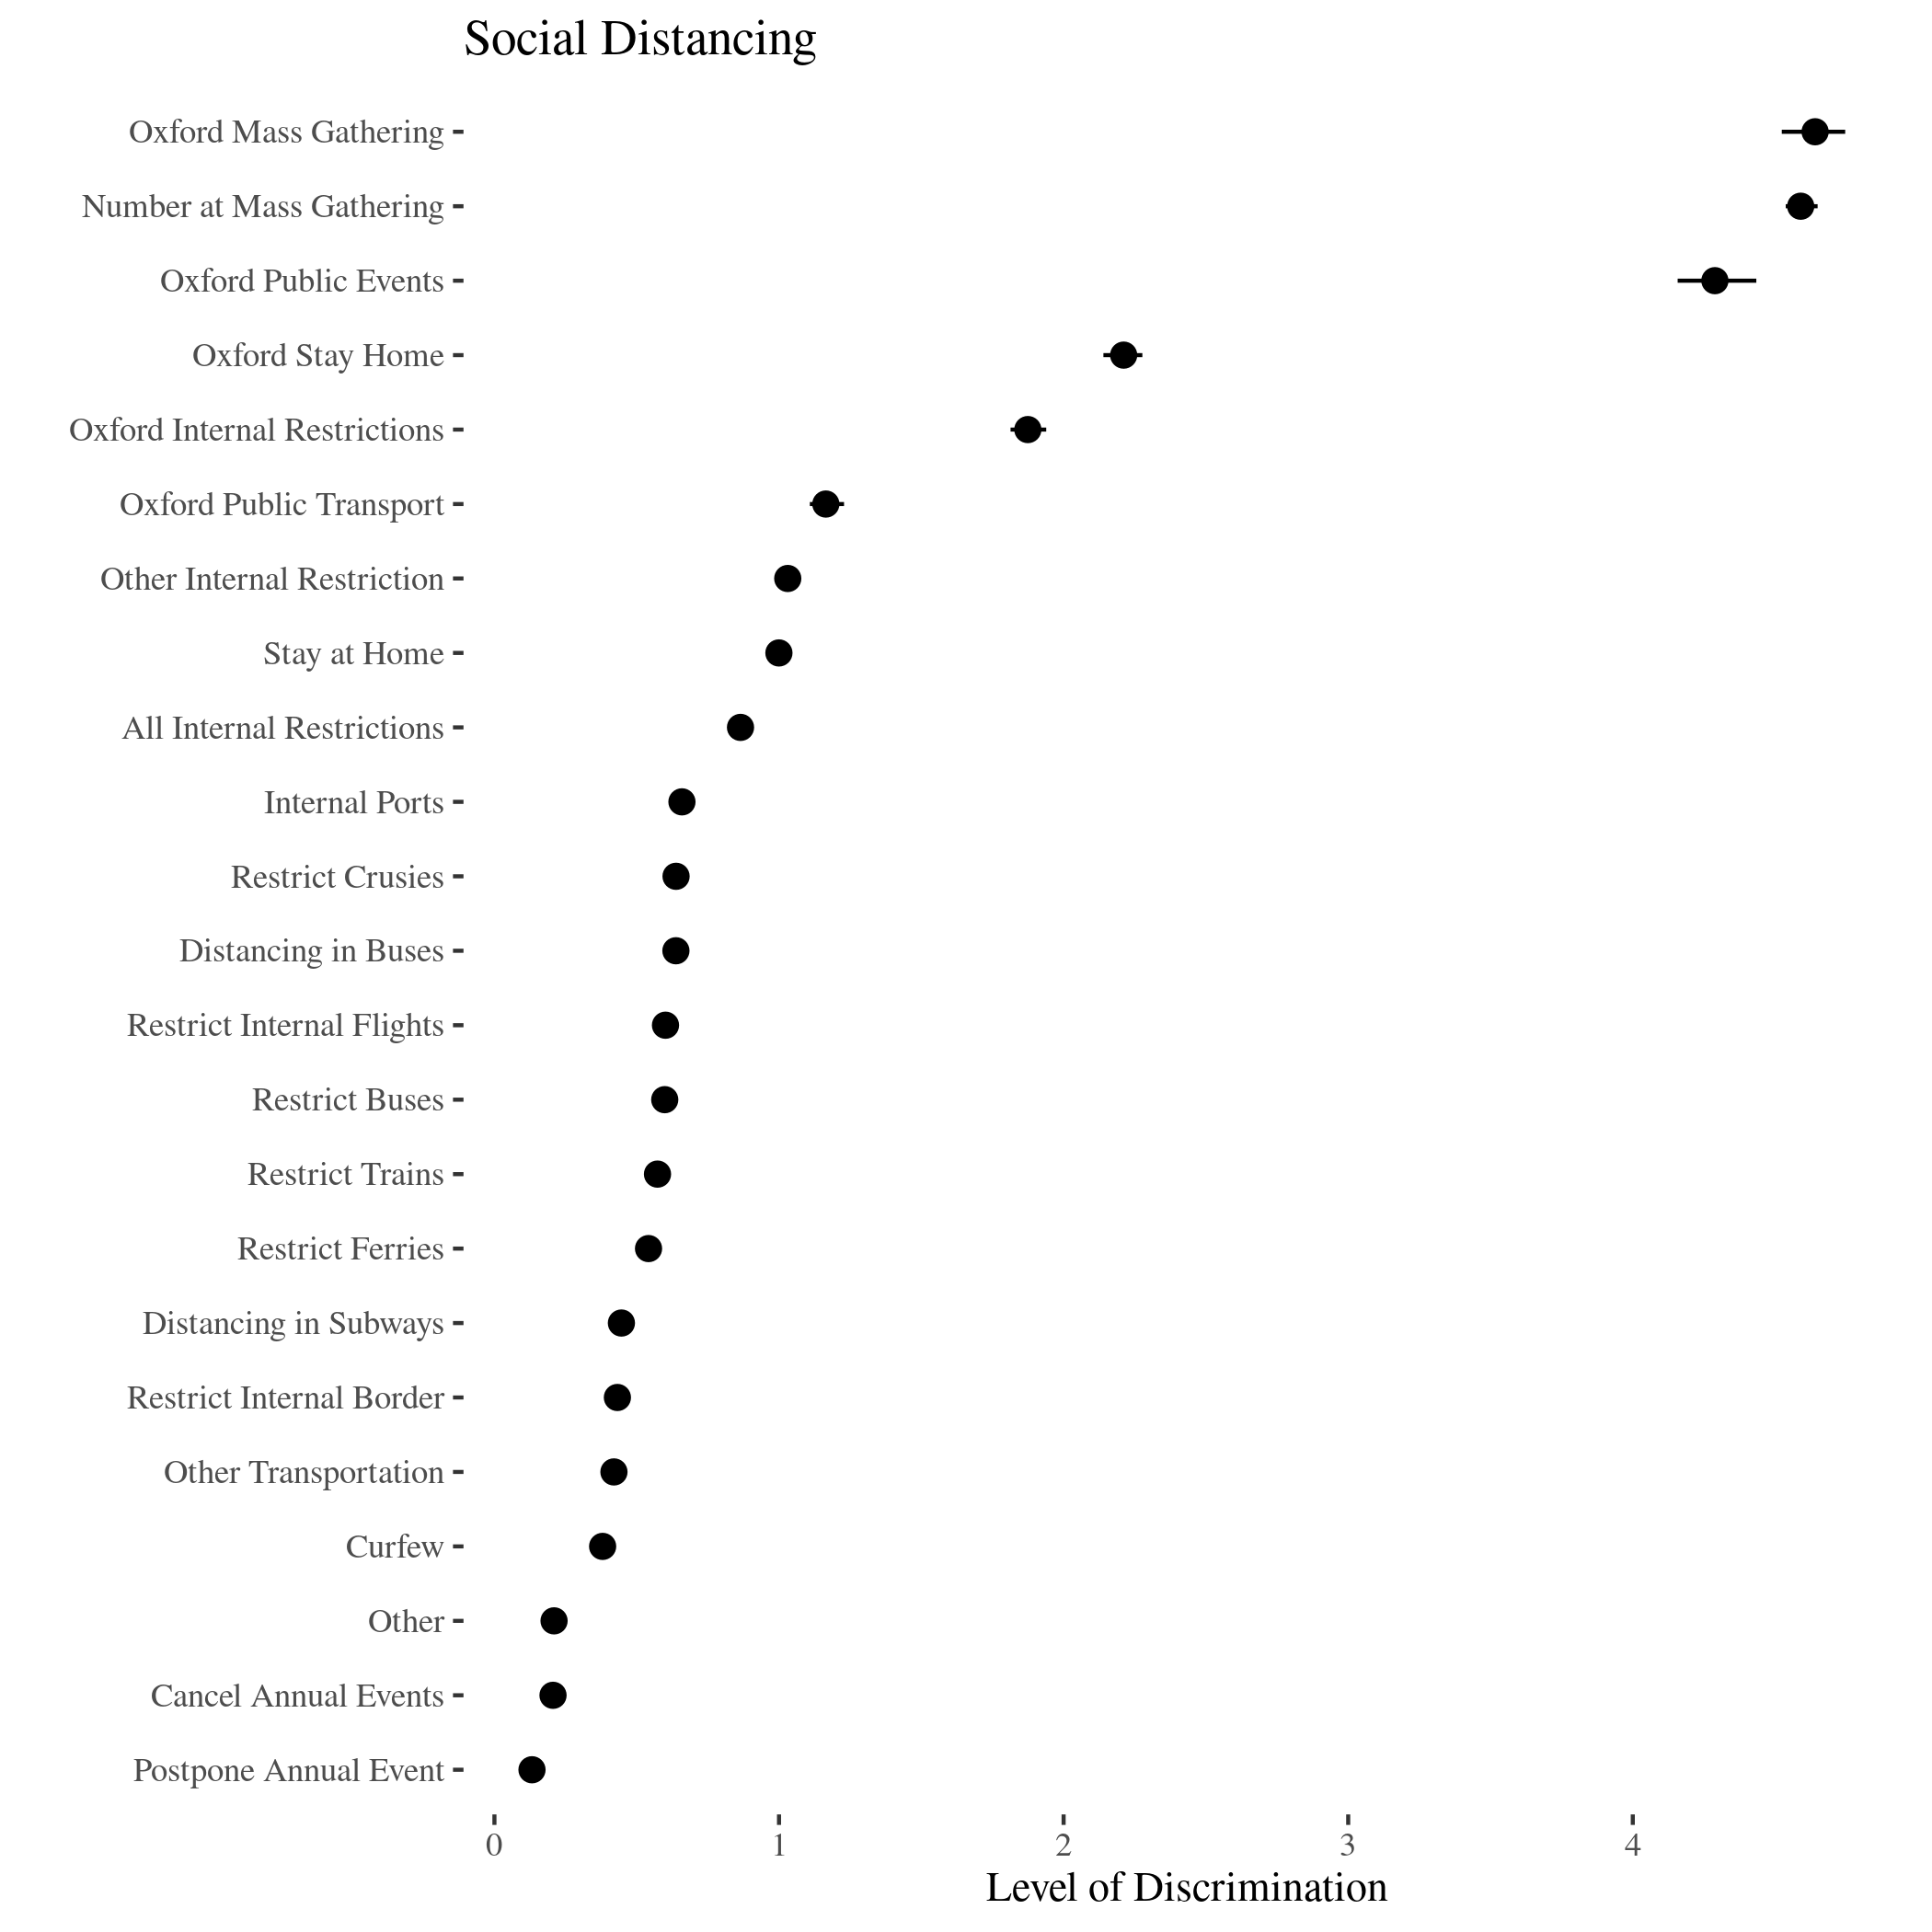 Social Distancing
Oxford Mass Gathering
Number at Mass Gathering
Oxford Public Events
Oxford Stay Home
Oxford Internal Restrictions
Oxford Public Transport
Other Internal Restriction
Stay at Home
All Internal Restrictions
Internal Ports
Restrict Crusies
Distancing in Buses
Restrict Internal Flights
Restrict Buses
Restrict Trains
Restrict Ferries
Distancing in Subways
Restrict Internal Border
Other Transportation
Curfew
Other
Cancel Annual Events
Postpone Annual Event
0 1 2 3 4
Level of Discrimination